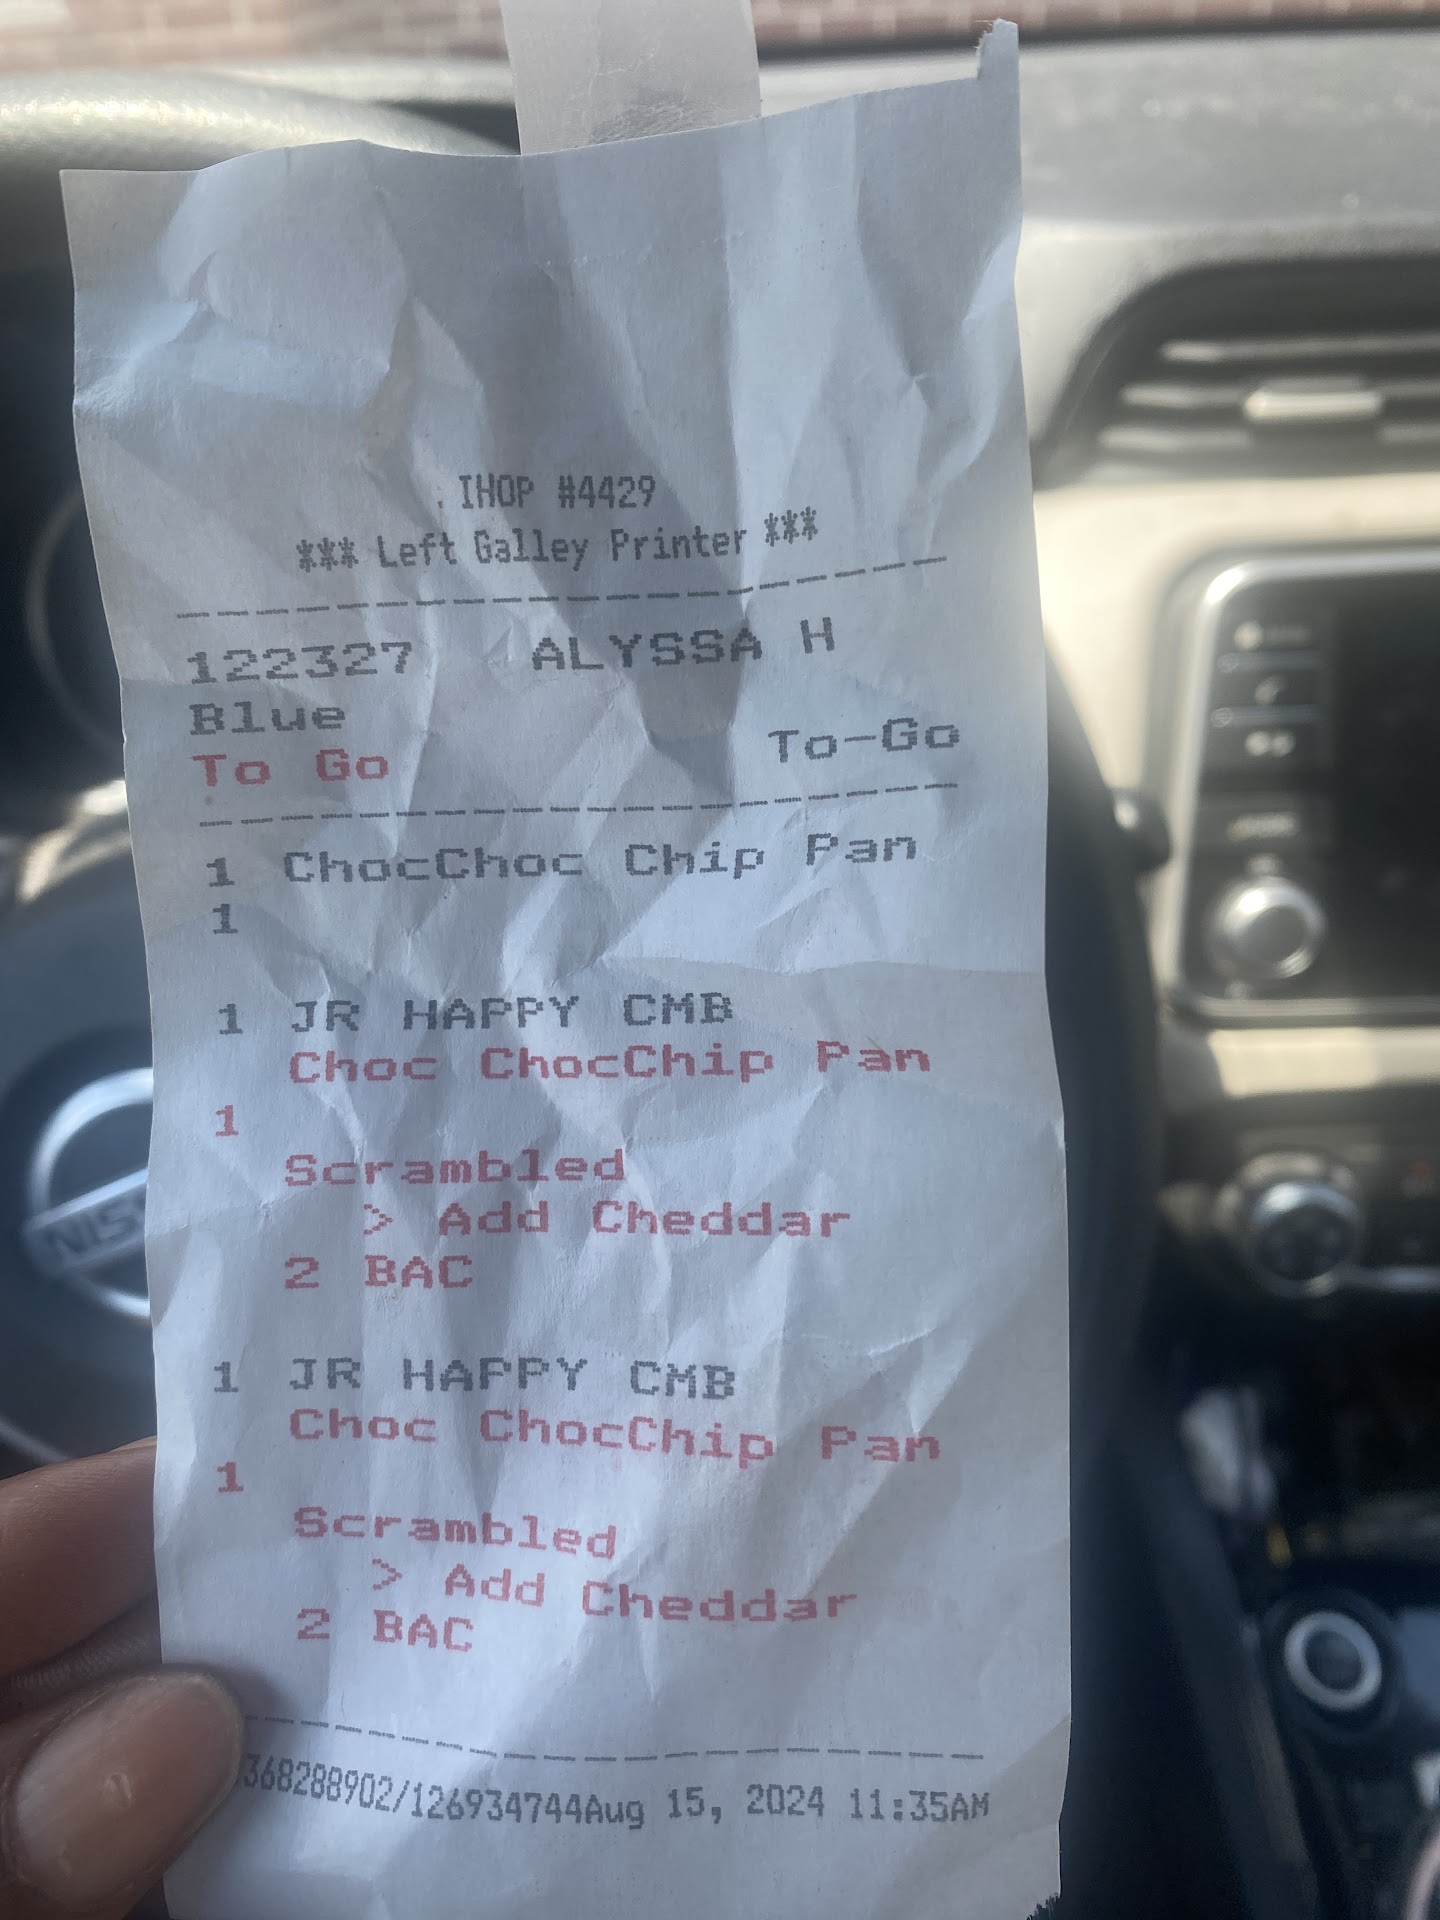 IHOP #4429
*** Left Galley Printer ***
122327 ALYSSA H
Blue
To Go To-Go
1 ChocChoc Chip Pan
1
1 JR HAPPY CMB
Choc ChocChip Pan
1
Scrambled
> Add Cheddar
2 BAC
1 JR HAPPY CMB
Choc ChocChip Pan
1
Scrambled
> Add Cheddar
2 BAC
368288902/126934744Aug 15, 2024 11:35AM